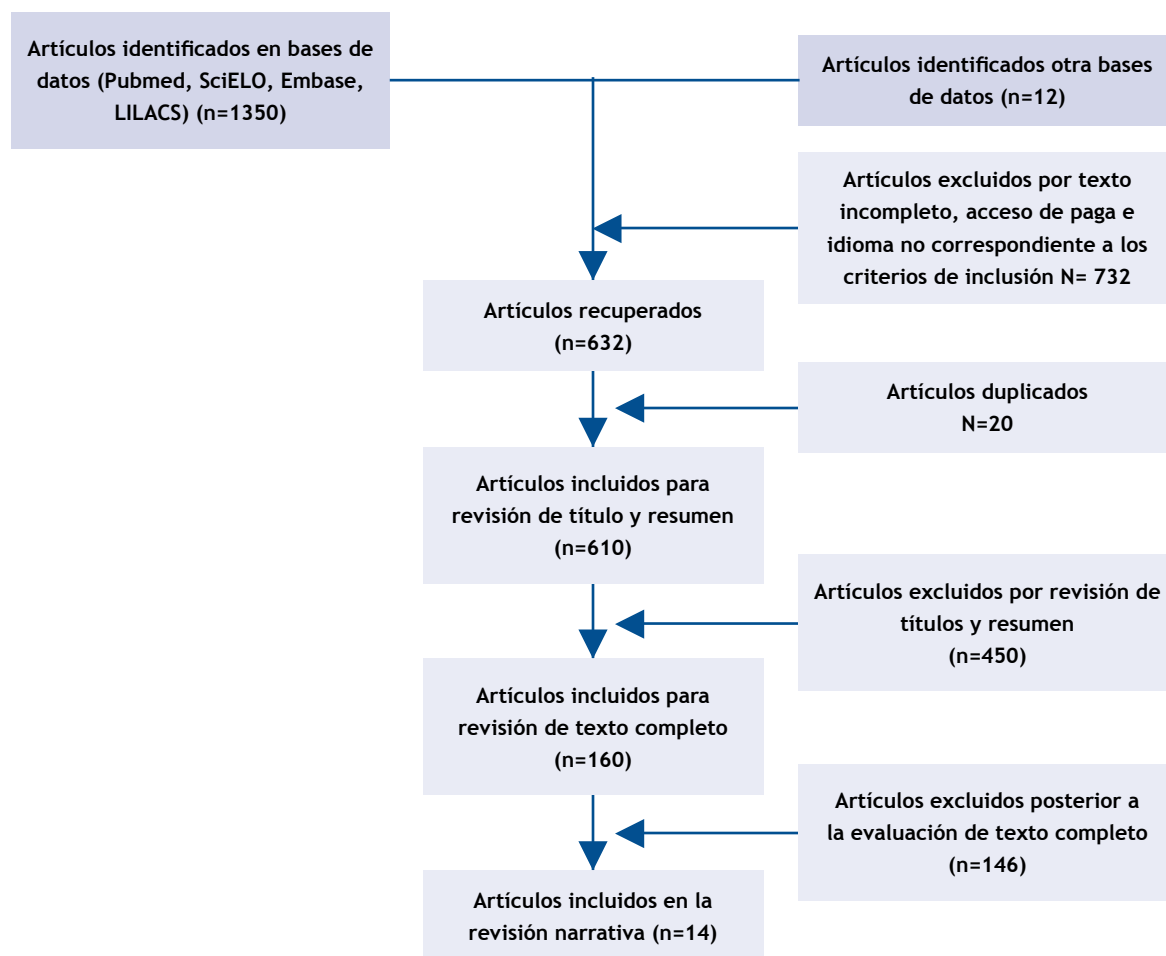 Artículos identificados en bases de
datos (Pubmed, SciELO, Embase,
LILACS) (n=1350)
Artículos identificados otra bases
de datos (n=12)
Artículos excluidos por texto
incompleto, acceso de paga e
idioma no correspondiente a los
criterios de inclusión N= 732
Artículos recuperados
(n=632)
Artículos duplicados
N=20
Artículos incluidos para
revisión de título y resumen
(n=610)
Artículos excluidos por revisión de
títulos y resumen
(n=450)
Artículos incluidos para
revisión de texto completo
(n=160)
Artículos excluidos posterior a
la evaluación de texto completo
(n=146)
Artículos incluidos en la
revisión narrativa (n=14)